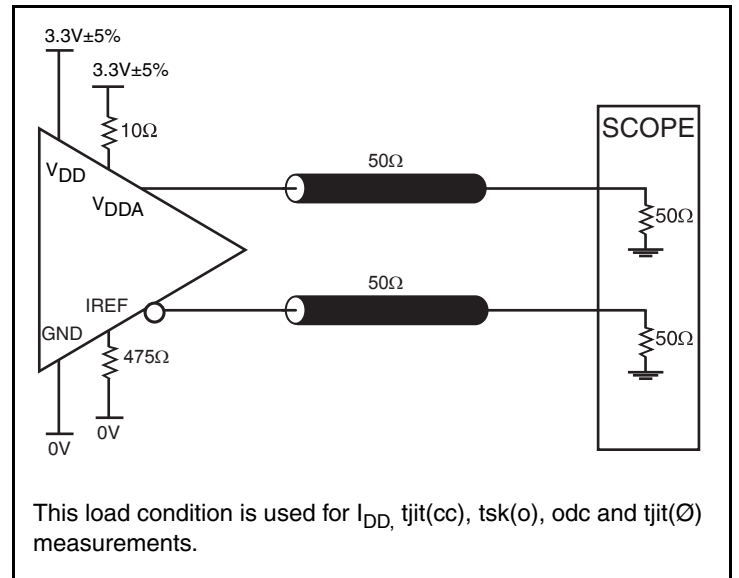 3.3V±5%
3.3V±5%
10Ω
SCOPE
VDD
50Ω
VDDA
50Ω
50Ω
IREF
GND
50Ω
475Ω
0V
0V
This load condition is used for IDD, tjit(cc), tsk(o), odc and tjit(Ø)
measurements.